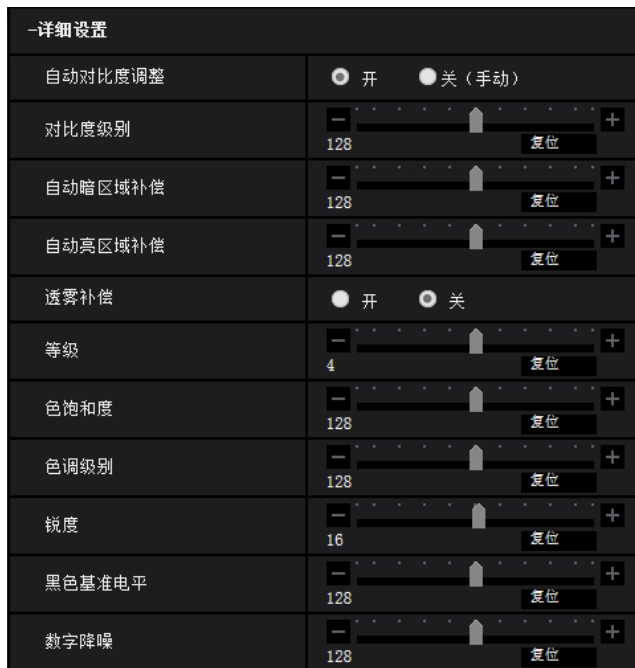 –详细设置
自动对比度调整 开 关（手动）
对比度级别 − +
128 复位
自动暗区域补偿 − +
128 复位
自动亮区域补偿 − +
128 复位
透雾补偿 开 关
等级 − +
4 复位
色饱和度 − +
128 复位
色调级别 − +
128 复位
锐度 − +
16 复位
黑色基准电平 − +
128 复位
数字降噪 − +
128 复位